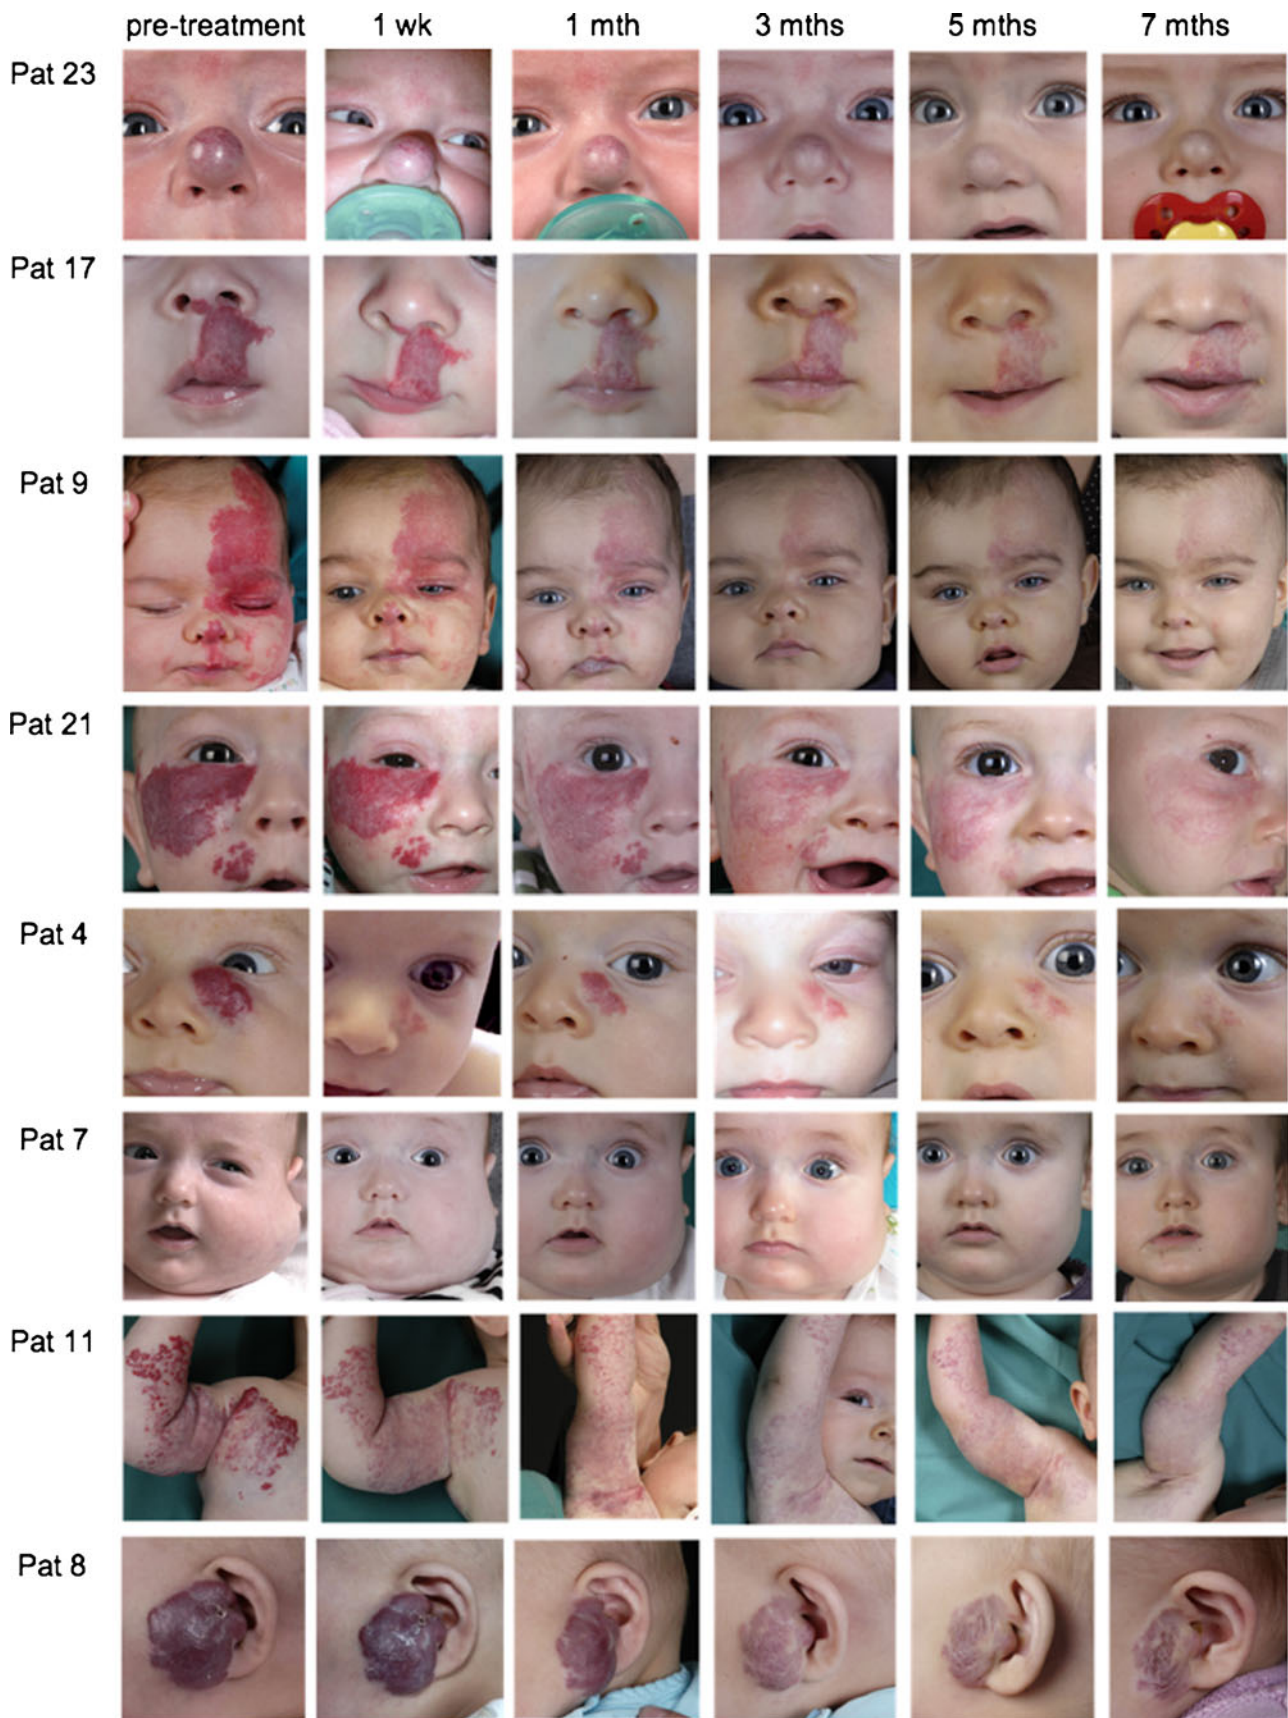 pre-treatment 1 wk 1 mth 3 mths 5 mths 7 mths
Pat 23
Pat 17
Pat 9
Pat 21
Pat 4
Pat 7
Pat 11
Pat 8